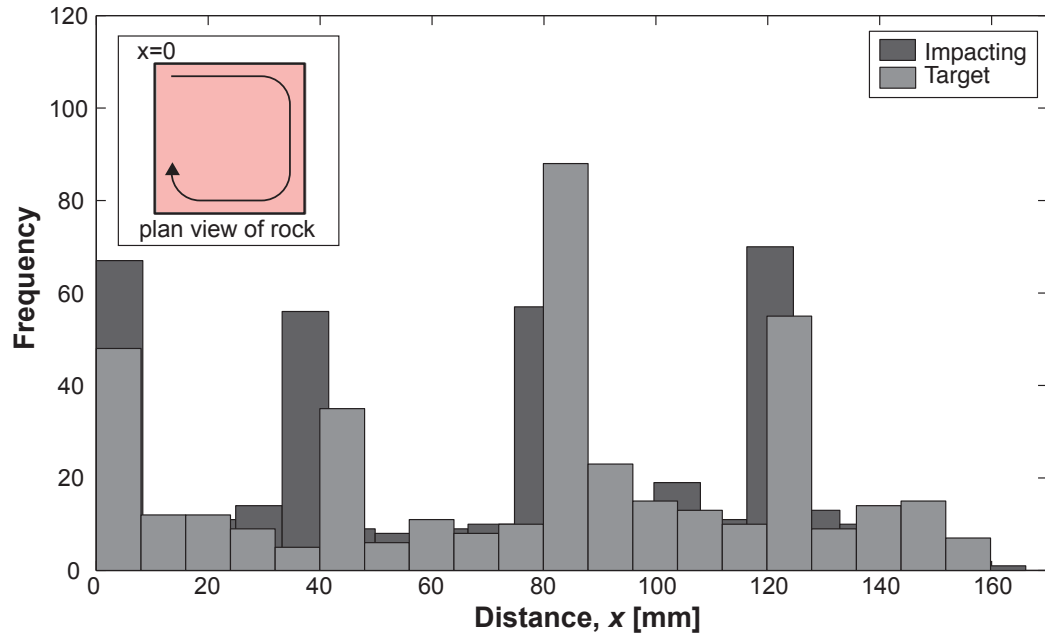 120
100
80
60
40
20
0
Frequency
x=0
plan view of rock
Impacting
Target
0 20 40 60 80 100 120 140 160
Distance, x [mm]